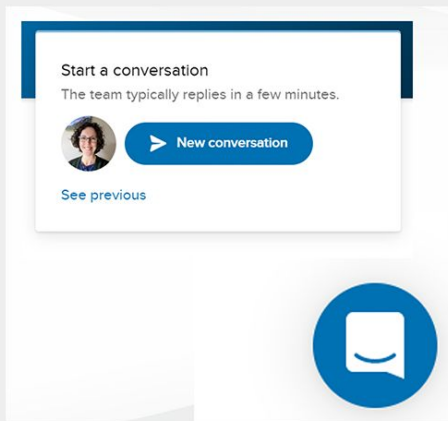 Start a conversation
The team typically replies in a few minutes.
New conversation
See previous